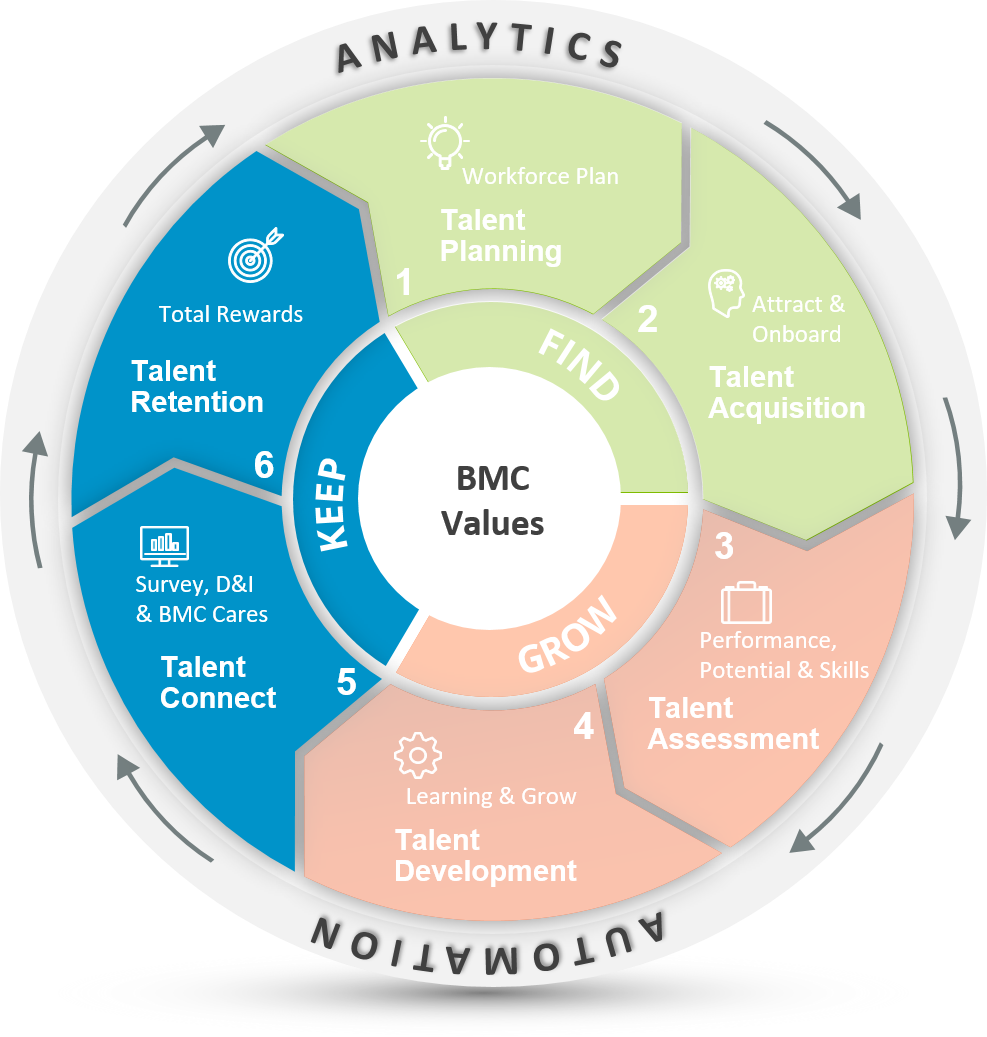 ANALYTICS
Workforce Plan
Talent
Planning
1
2
Attract &
Onboard
Talent
Acquisition
FIND
3
Performance,
Potential & Skills
Talent
Assessment
GROW
4
Learning & Grow
Talent
Development
5
Survey, D&I
& BMC Cares
Talent
Connect
KEEP
6
Total Rewards
Talent
Retention
BMC
Values
AUTOMATION